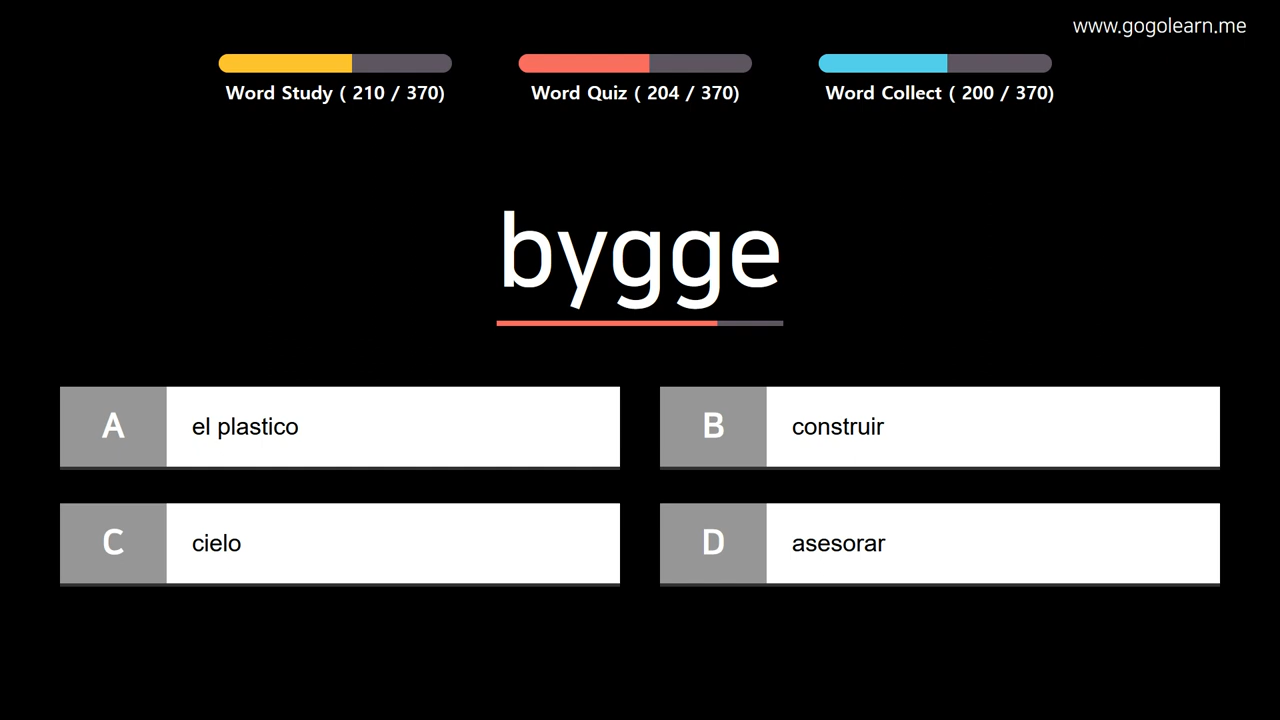 www.gogolearn.me
Word Study ( 210 / 370)
Word Quiz ( 204 / 370)
Word Collect ( 200 / 370)
bygge
A
el plastico
B
construir
C
cielo
D
asesorar